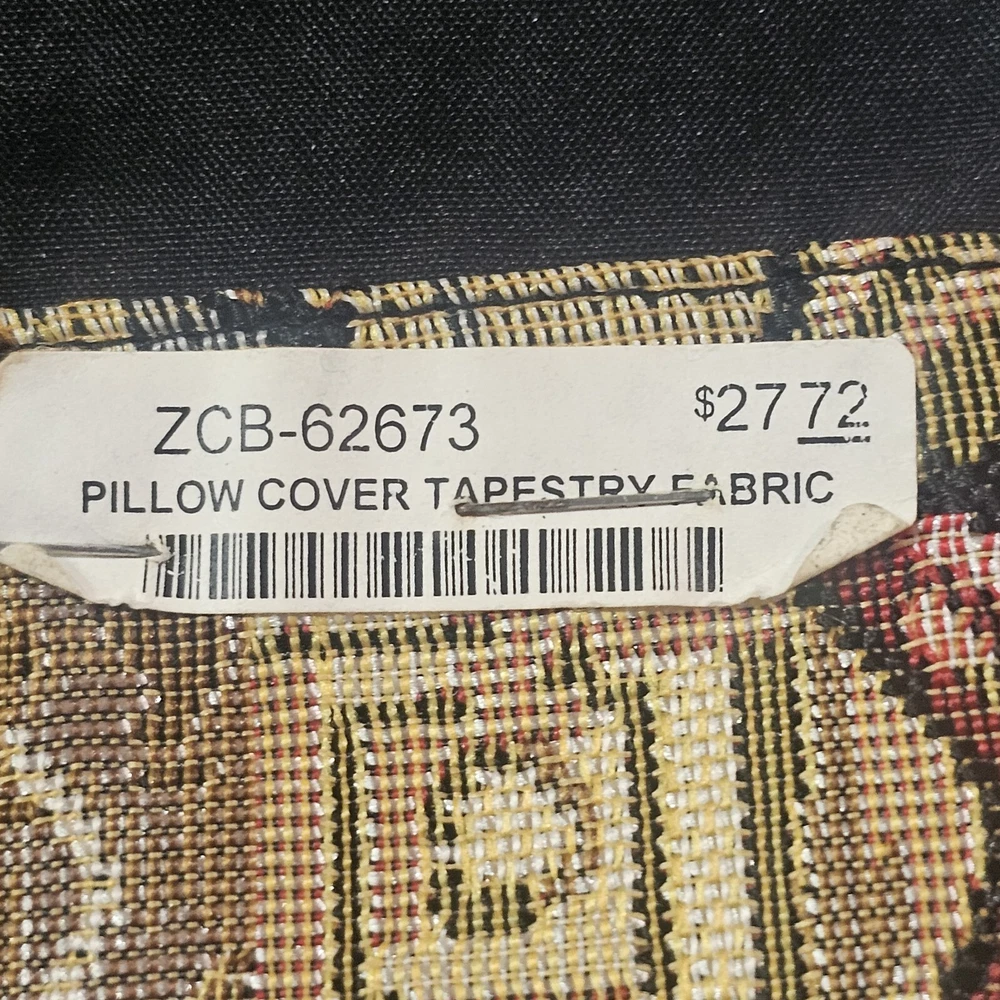 ZCB-62673 $27 72
PILLOW COVER TAPESTRY FABRIC